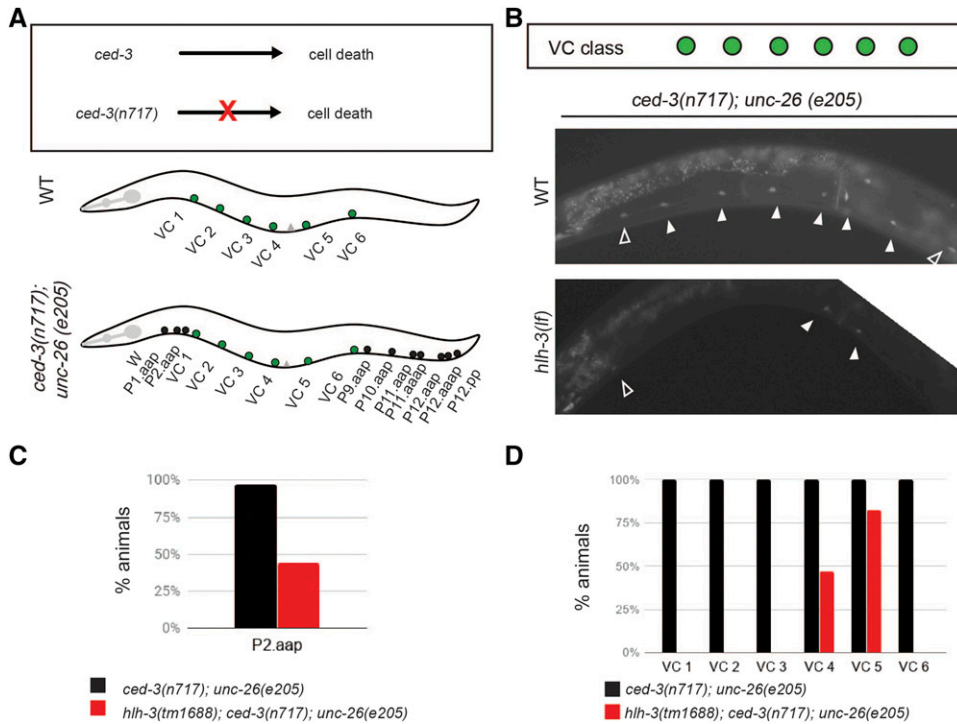 A
ced-3 cell death
ced-3(n717) X cell death
WT
VC 1 VC 2 VC 3 VC 4 VC 5 VC 6
ced-3(n717);
unc-26 (e205)
W P1.aap P2.aap VC 1 VC 2 VC 3 VC 4 VC 5 VC 6 P9.aap P10.aap P11.aap P11.aaap P12.aap P12.aaap P12.pp
B
VC class
ced-3(n717); unc-26 (e205)
WT
hlh-3(lf)
C
% animals
100%
75%
50%
25%
0%
P2.aap
ced-3(n717); unc-26(e205)
hlh-3(tm1688); ced-3(n717); unc-26(e205)
D
% animals
100%
75%
50%
25%
0%
VC 1 VC 2 VC 3 VC 4 VC 5 VC 6
ced-3(n717); unc-26(e205)
hlh-3(tm1688); ced-3(n717); unc-26(e205)